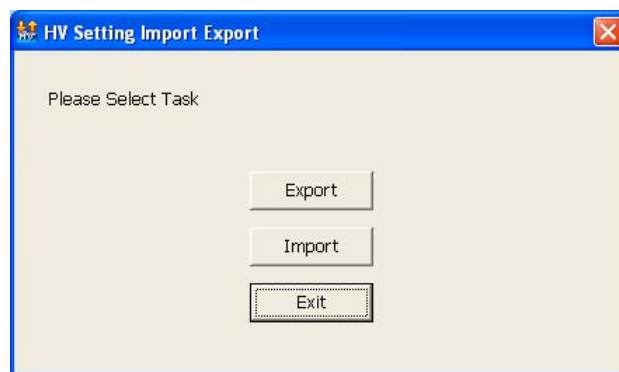 HV Setting Import Export
Please Select Task
Export
Import
Exit